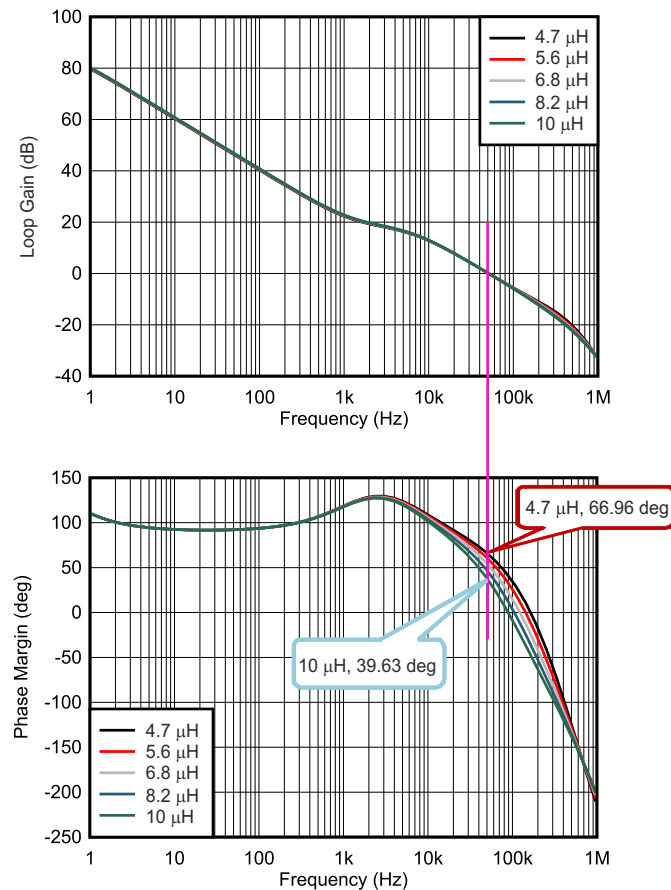 100
80
60
40
20
0
-20
-40
Loop Gain (dB)
4.7 μH
5.6 μH
6.8 μH
8.2 μH
10 μH
1 10 100 1k 10k 100k 1M
Frequency (Hz)
150
100
50
0
-50
-100
-150
-200
-250
Phase Margin (deg)
4.7 μH, 66.96 deg
10 μH, 39.63 deg
4.7 μH
5.6 μH
6.8 μH
8.2 μH
10 μH
1 10 100 1k 10k 100k 1M
Frequency (Hz)